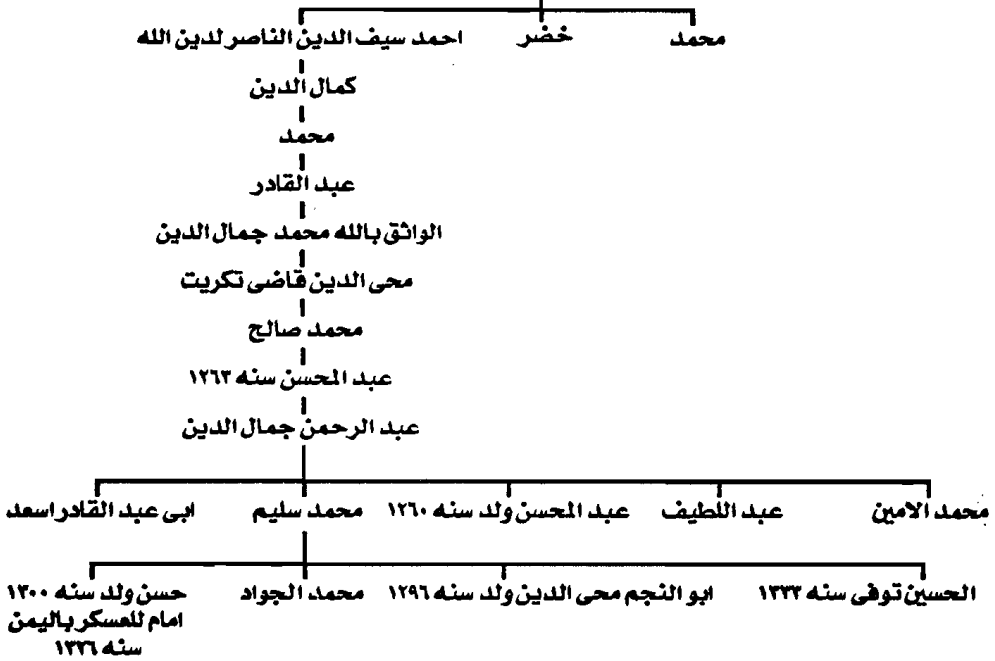 محمد خضر احمد سيف الدين الناصر لدين الله
كمال الدين
محمد
عبد القادر
الواثق بالله محمد جمال الدين
محى الدين قاضى تكريت
محمد صالح
عبد المحسن سنه ١٢٦٣
عبد الرحمن جمال الدين
محمد الامين عبد اللطيف عبد المحسن ولد سنه ١٢٦٠ محمد سليم ابى عبد القادر اسعد
الحسين توفى سنه ١٣٣٣ ابو النجم محى الدين ولد سنه ١٢٩٦ محمد الجواد حسن ولد سنه ١٣٠٠
امام للعسكر باليمن
سنه ١٣٢٦